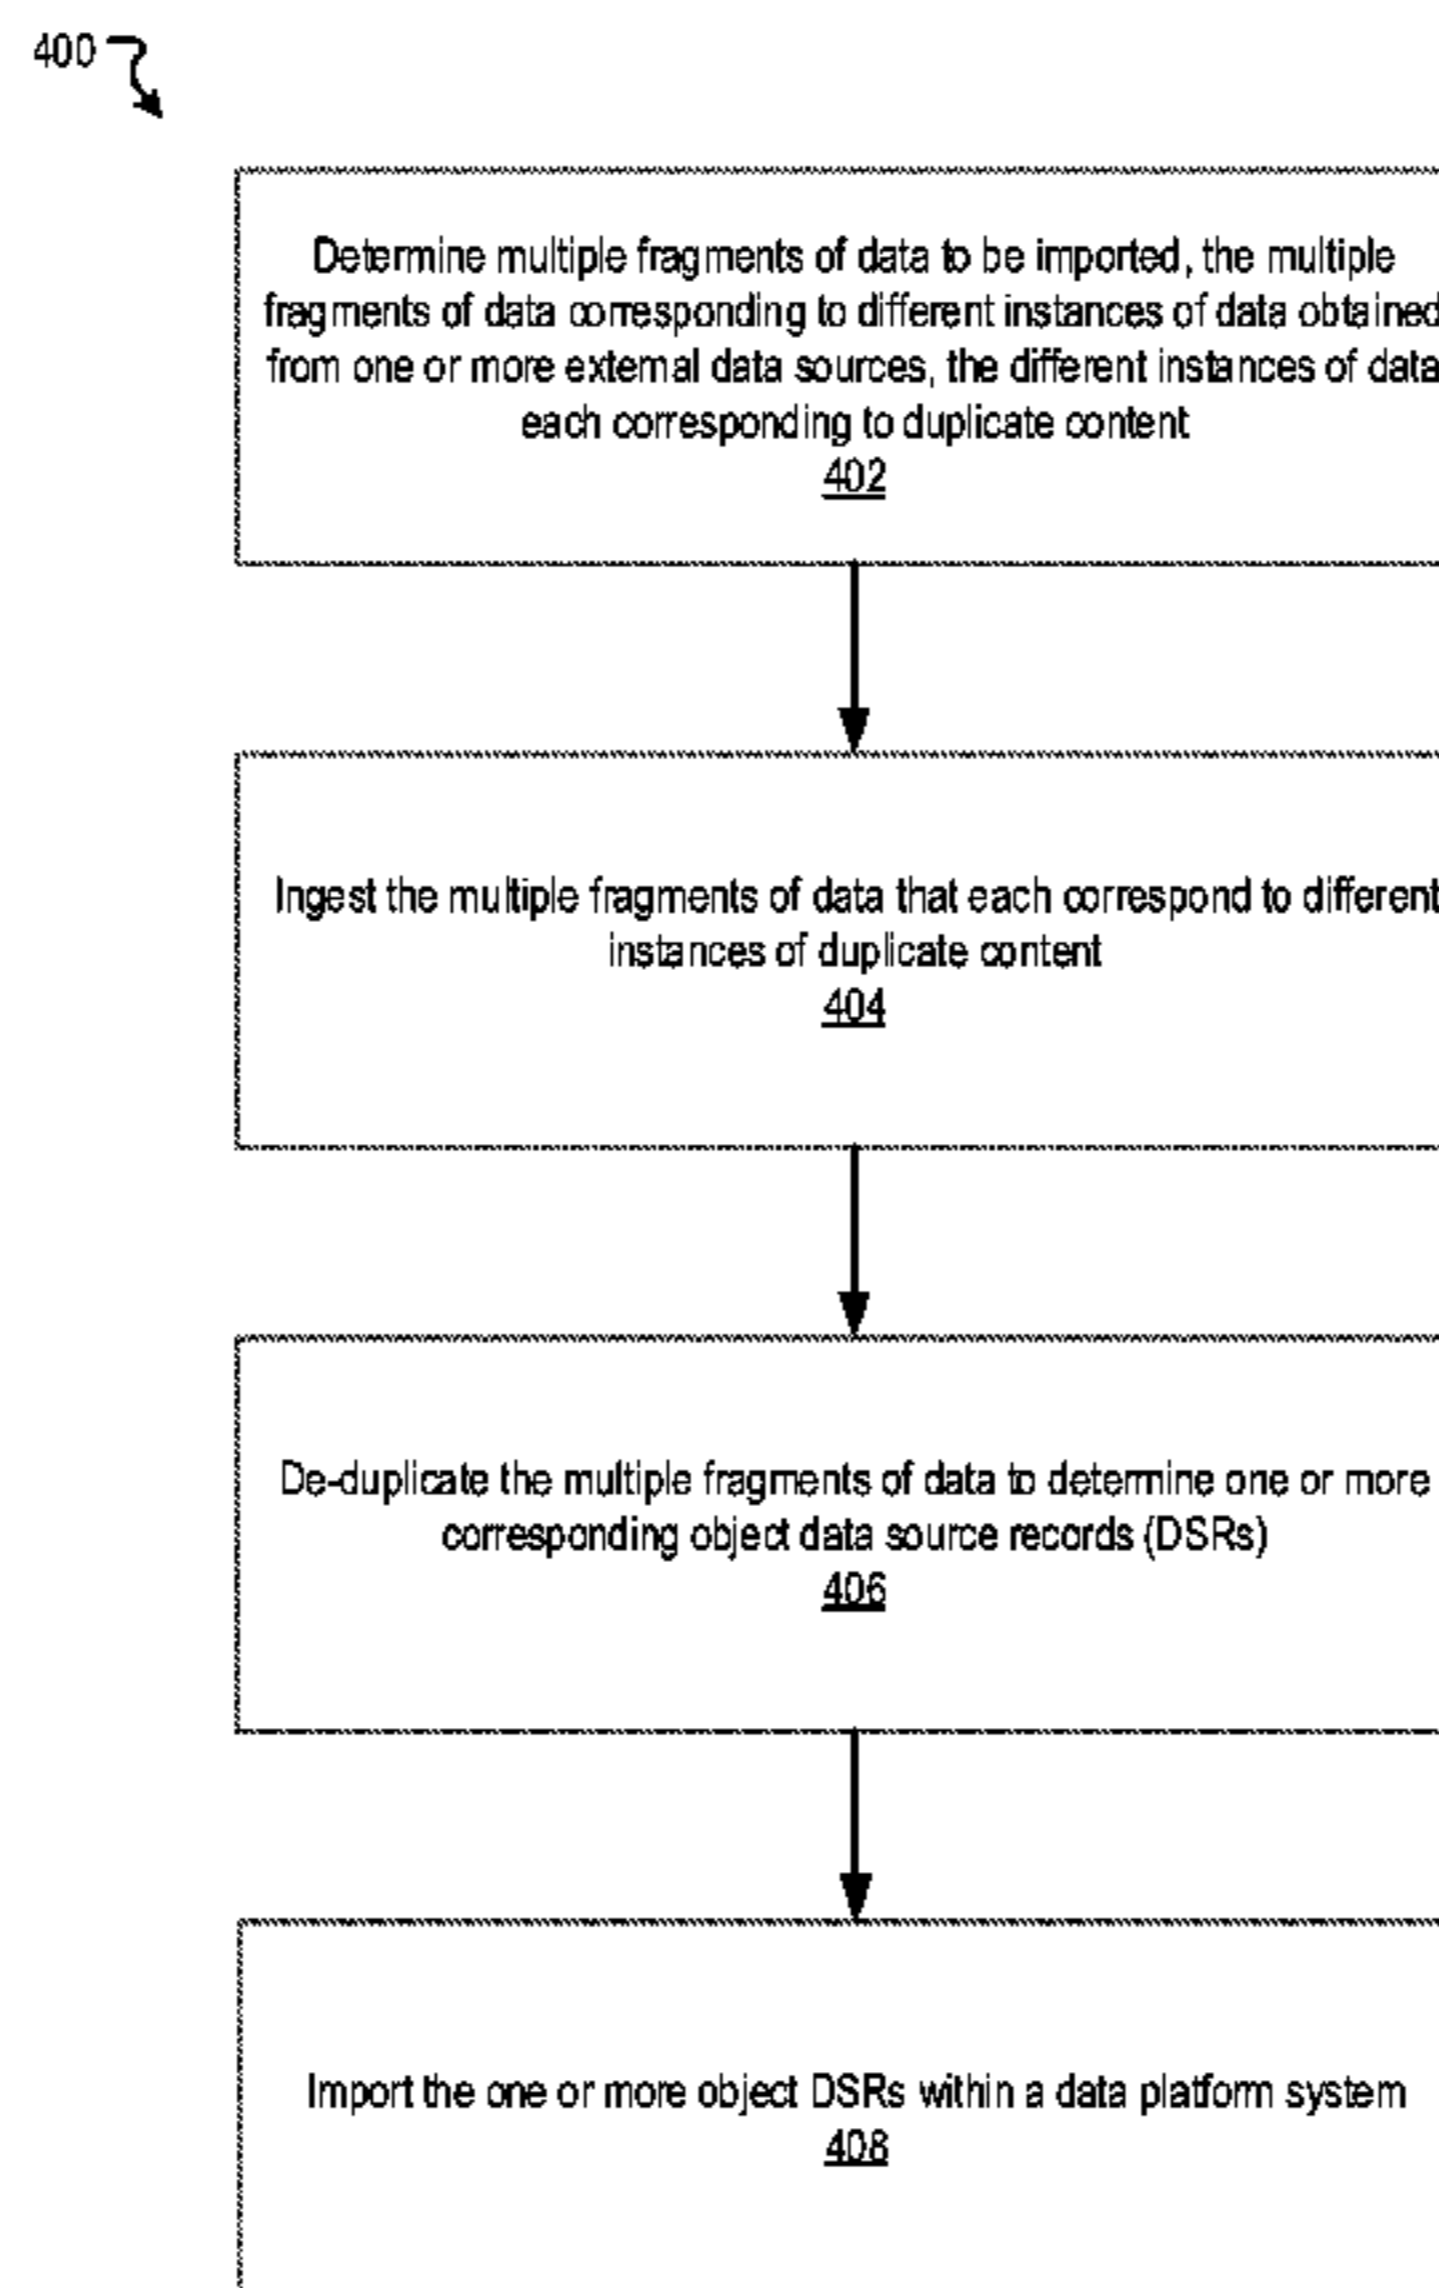 400
Determine multiple fragments of data to be imported, the multiple
fragments of data corresponding to different instances of data obtained
from one or more external data sources, the different instances of data
each corresponding to duplicate content
402
Ingest the multiple fragments of data that each correspond to different
instances of duplicate content
404
De-duplicate the multiple fragments of data to determine one or more
corresponding object data source records (DSRs)
406
Import the one or more object DSRs within a data platform system
408